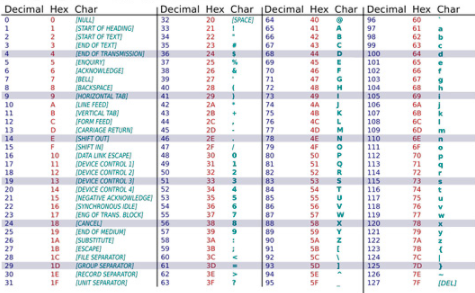 Decimal Hex Char Decimal Hex Char Decimal Hex Char Decimal Hex Char
0 0 [NULL] 32 20 [SPACE] 64 40 @ 96 60 `
1 1 [START OF HEADING] 33 21 ! 65 41 A 97 61 a
2 2 [START OF TEXT] 34 22 " 66 42 B 98 62 b
3 3 [END OF TEXT] 35 23 # 67 43 C 99 63 c
4 4 [END OF TRANSMISSION] 36 24 $ 68 44 D 100 64 d
5 5 [ENQUIRY] 37 25 % 69 45 E 101 65 e
6 6 [ACKNOWLEDGE] 38 26 & 70 46 F 102 66 f
7 7 [BELL] 39 27 ' 71 47 G 103 67 g
8 8 [BACKSPACE] 40 28 ( 72 48 H 104 68 h
9 9 [HORIZONTAL TAB] 41 29 ) 73 49 I 105 69 i
10 A [LINE FEED] 42 2A * 74 4A J 106 6A j
11 B [VERTICAL TAB] 43 2B + 75 4B K 107 6B k
12 C [FORM FEED] 44 2C , 76 4C L 108 6C l
13 D [CARRIAGE RETURN] 45 2D - 77 4D M 109 6D m
14 E [SHIFT OUT] 46 2E . 78 4E N 110 6E n
15 F [SHIFT IN] 47 2F / 79 4F O 111 6F o
16 10 [DATA LINK ESCAPE] 48 30 0 80 50 P 112 70 p
17 11 [DEVICE CONTROL 1] 49 31 1 81 51 Q 113 71 q
18 12 [DEVICE CONTROL 2] 50 32 2 82 52 R 114 72 r
19 13 [DEVICE CONTROL 3] 51 33 3 83 53 S 115 73 s
20 14 [DEVICE CONTROL 4] 52 34 4 84 54 T 116 74 t
21 15 [NEGATIVE ACKNOWLEDGE] 53 35 5 85 55 U 117 75 u
22 16 [SYNCHRONOUS IDLE] 54 36 6 86 56 V 118 76 v
23 17 [ENG OF TRANS. BLOCK] 55 37 7 87 57 W 119 77 w
24 18 [CANCEL] 56 38 8 88 58 X 120 78 x
25 19 [END OF MEDIUM] 57 39 9 89 59 Y 121 79 y
26 1A [SUBSTITUTE] 58 3A : 90 5A Z 122 7A z
27 1B [ESCAPE] 59 3B ; 91 5B [ 123 7B {
28 1C [FILE SEPARATOR] 60 3C < 92 5C \ 124 7C |
29 1D [GROUP SEPARATOR] 61 3D = 93 5D ] 125 7D }
30 1E [RECORD SEPARATOR] 62 3E > 94 5E ^ 126 7E ~
31 1F [UNIT SEPARATOR] 63 3F ? 95 5F _ 127 7F [DEL]